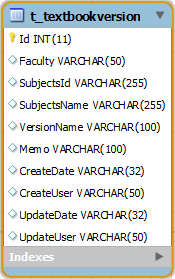 t_textbookversion
Id INT(11)
Faculty VARCHAR(50)
SubjectsId VARCHAR(255)
SubjectsName VARCHAR(255)
VersionName VARCHAR(100)
Memo VARCHAR(100)
CreateDate VARCHAR(32)
CreateUser VARCHAR(50)
UpdateDate VARCHAR(32)
UpdateUser VARCHAR(50)
Indexes